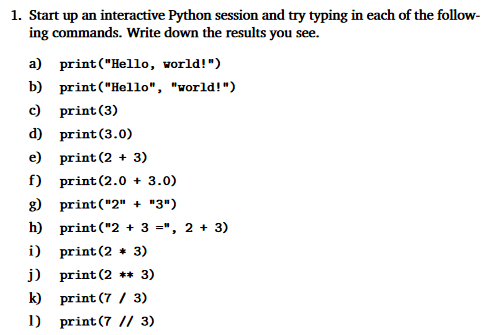 1. Start up an interactive Python session and try typing in each of the follow-
ing commands. Write down the results you see.
a) print("Hello, world!")
b) print("Hello", "world!")
c) print(3)
d) print(3.0)
e) print(2 + 3)
f) print(2.0 + 3.0)
g) print("2" + "3")
h) print("2 + 3 =", 2 + 3)
i) print(2 * 3)
j) print(2 ** 3)
k) print(7 / 3)
l) print(7 // 3)